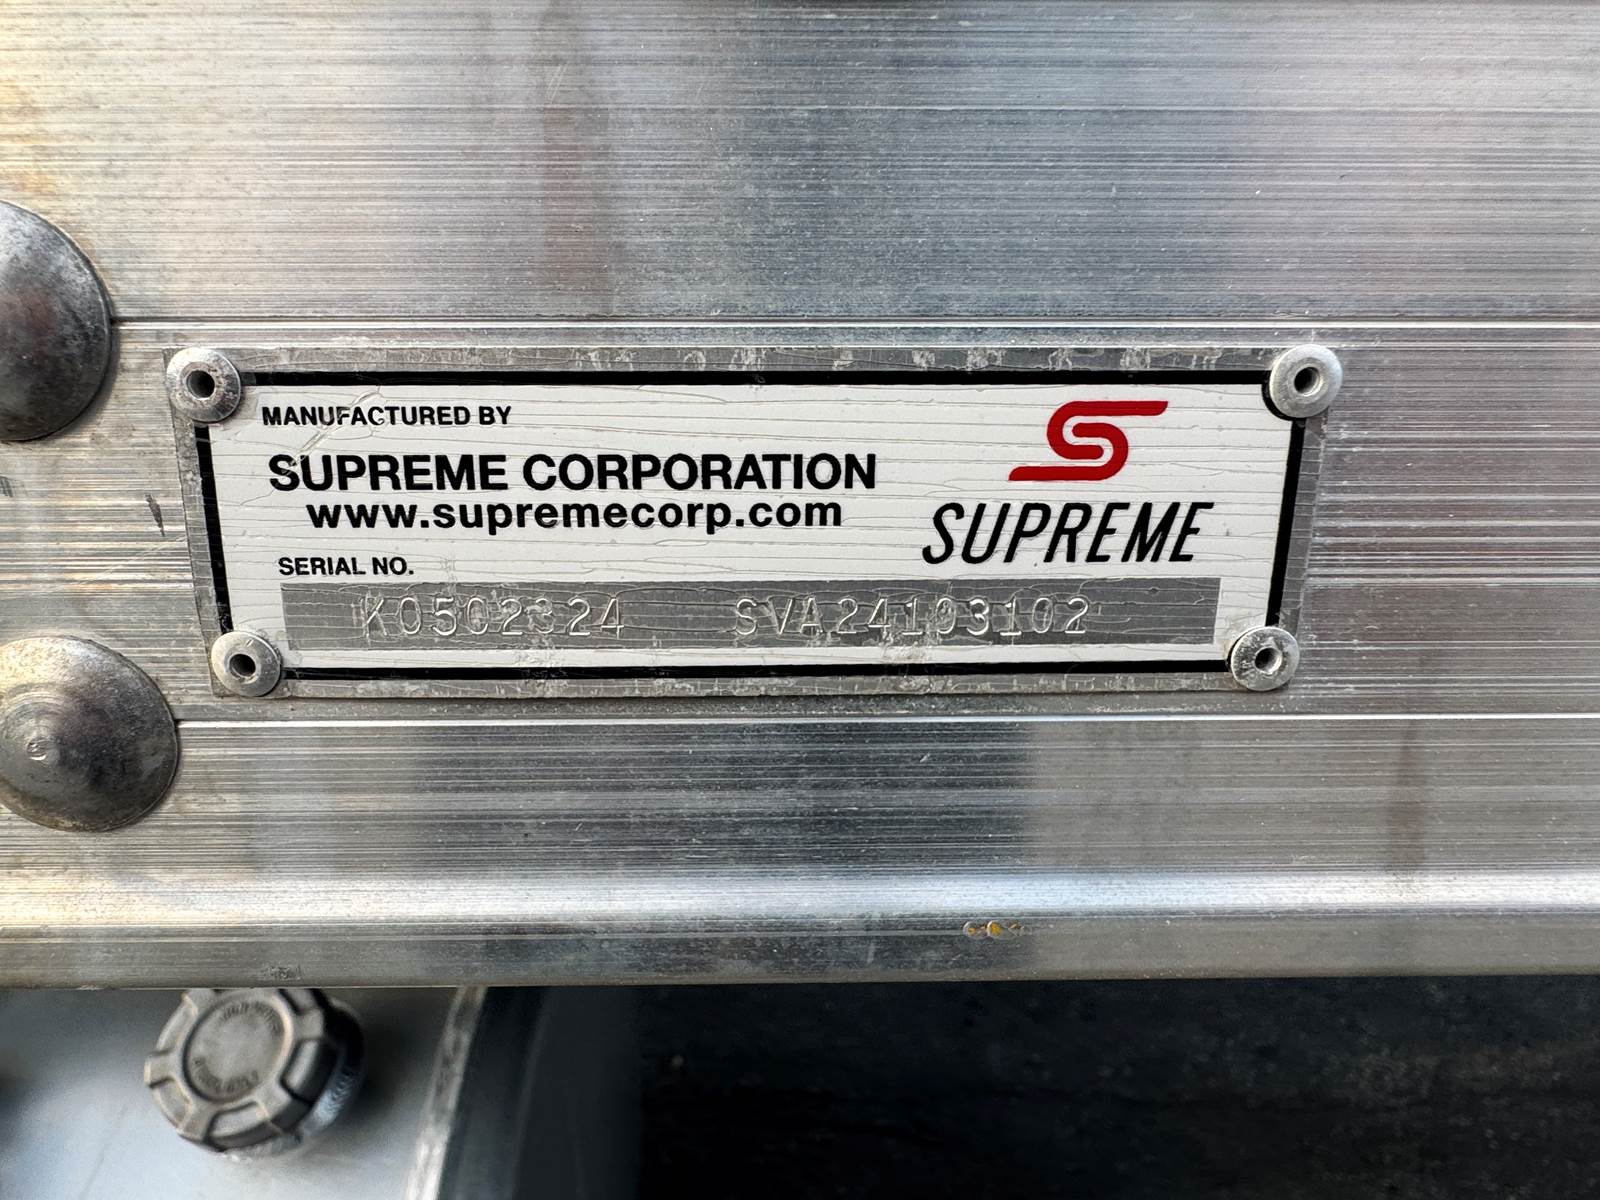 MANUFACTURED BY
SUPREME CORPORATION
www.supremecorp.com
SUPREME
SERIAL NO.
K0502324 SVA24103102